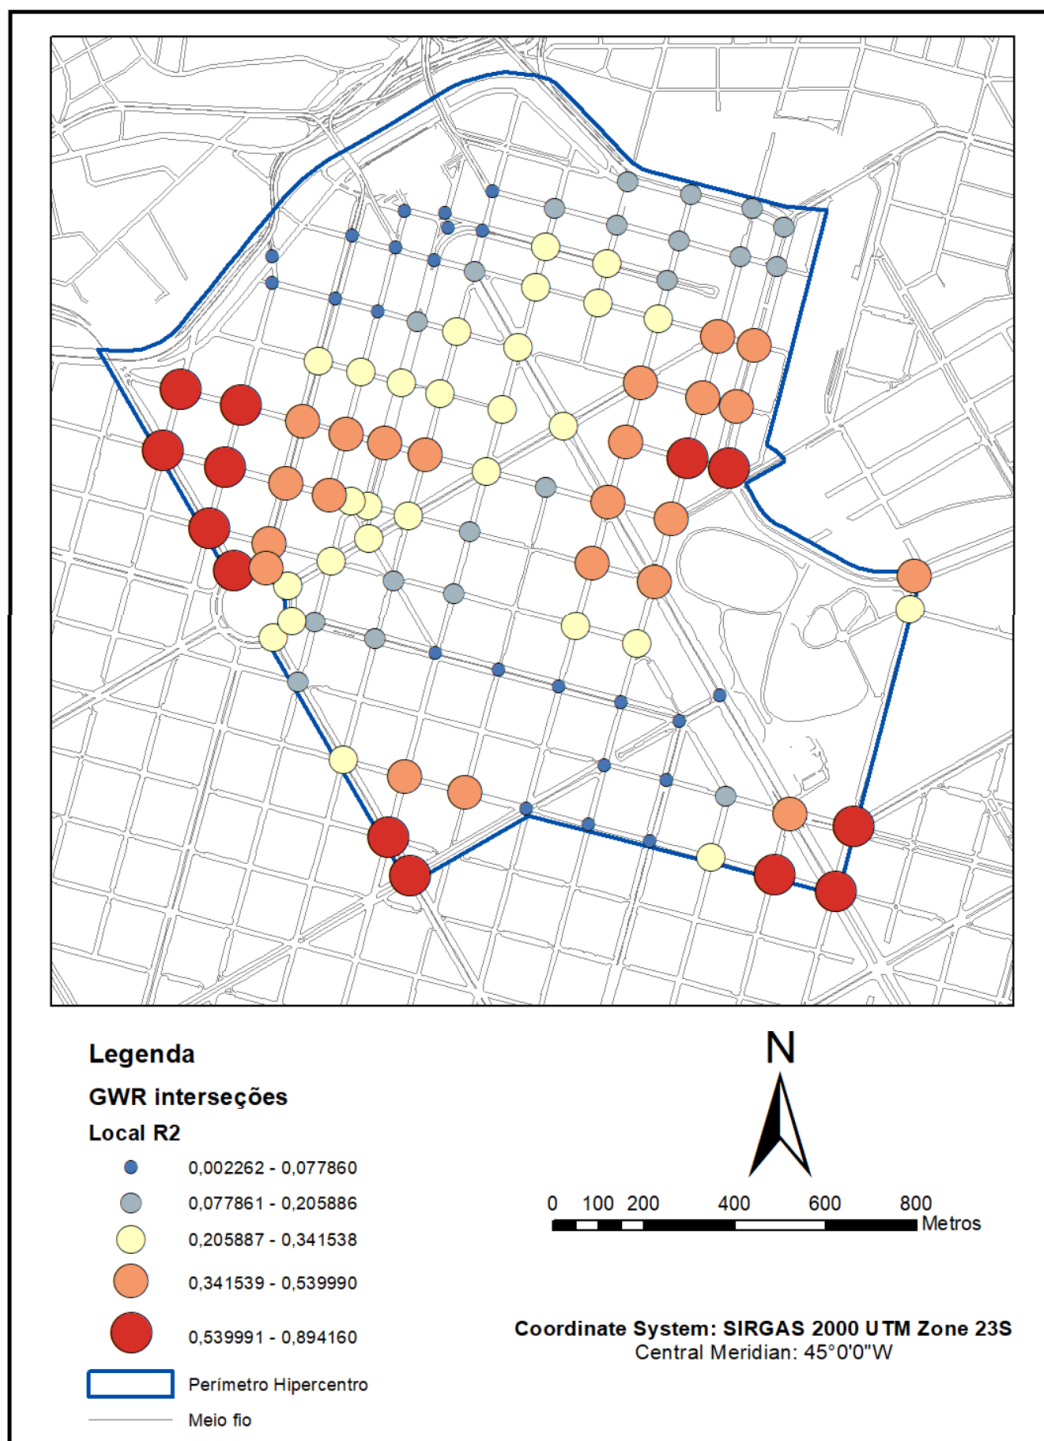 Legenda
GWR interseções
Local R2
0,002262 - 0,077860
0,077861 - 0,205886
0,205887 - 0,341538
0,341539 - 0,539990
0,539991 - 0,894160
Perímetro Hipercentro
Meio fio
N
0 100 200 400 600 800
Metros
Coordinate System: SIRGAS 2000 UTM Zone 23S
Central Meridian: 45°0'0"W